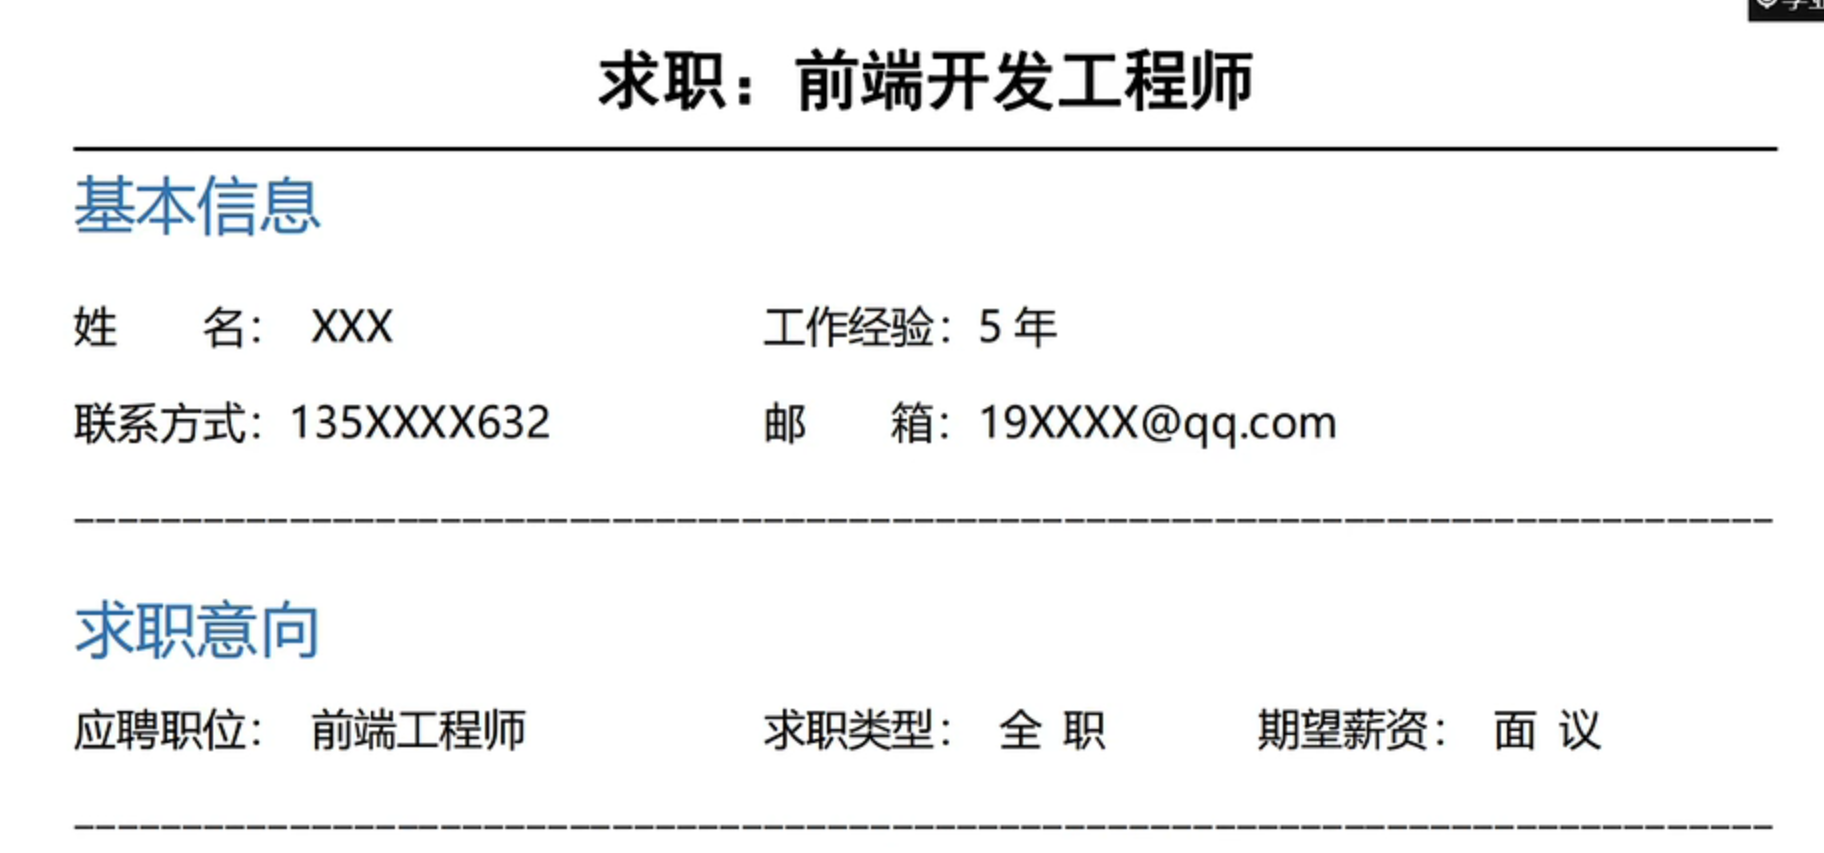 求职：前端开发工程师
基本信息
姓 名： XXX 工作经验：5 年
联系方式：135XXXX632 邮 箱：19XXXX@qq.com
求职意向
应聘职位： 前端工程师 求职类型： 全 职 期望薪资： 面 议